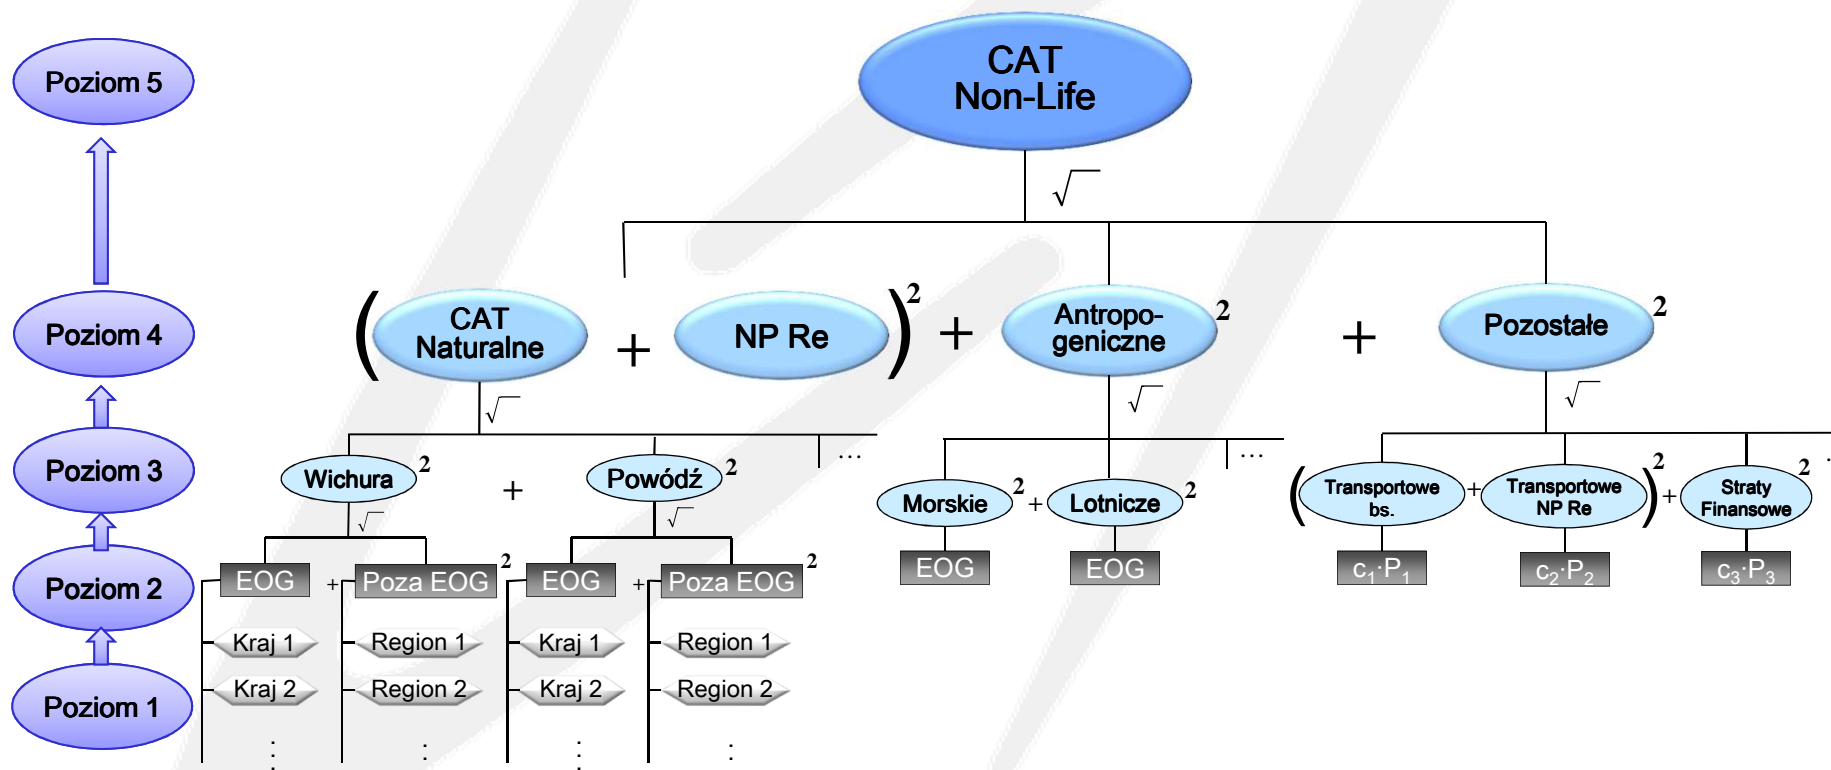 CAT
Non-Life
Poziom 5
√
( CAT
Naturalne + NP Re )² + Antropo-
geniczne ² + Pozostałe ²
Poziom 4
√ √ √
Poziom 3
Wichura ² + Powódź ² …
Morskie ² + Lotnicze ² …
( Transportowe
bs. + Transportowe
NP Re )² + Straty
Finansowe ²
√ √
Poziom 2
EOG + Poza EOG ² EOG + Poza EOG ²
EOG EOG
c₁·P₁ c₂·P₂ c₃·P₃
Kraj 1 Region 1 Kraj 1 Region 1
Kraj 2 Region 2 Kraj 2 Region 2
Poziom 1
⋮ ⋮ ⋮ ⋮